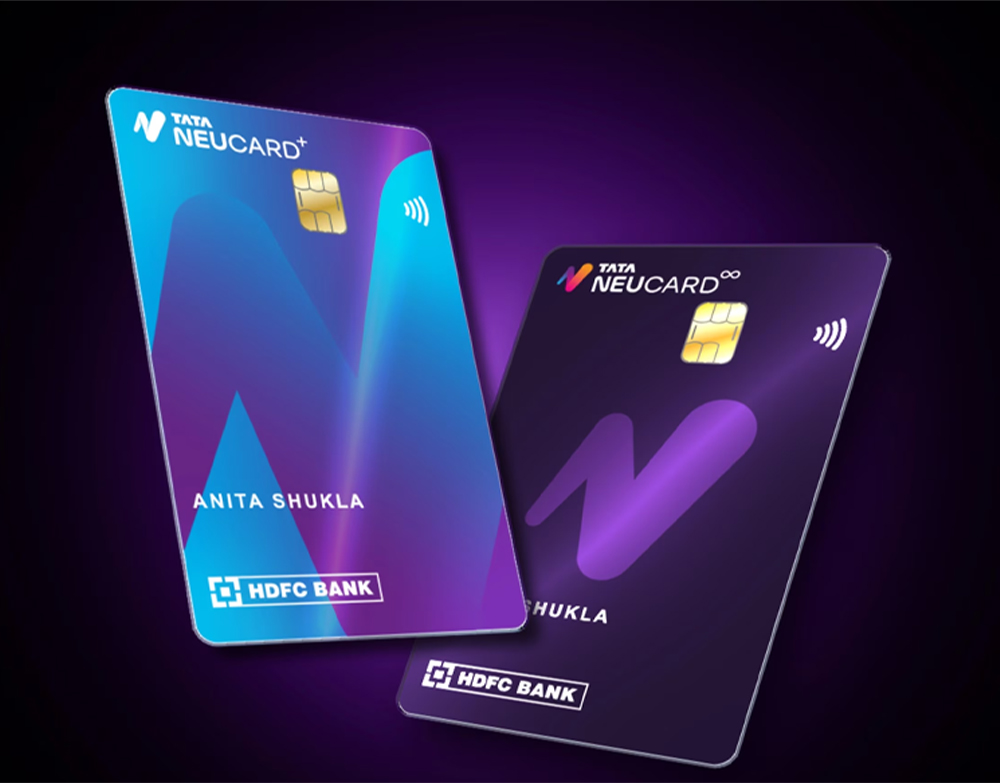 TATA
NEUCARD+
ANITA SHUKLA
HDFC BANK
TATA
NEUCARD∞
SHUKLA
HDFC BANK